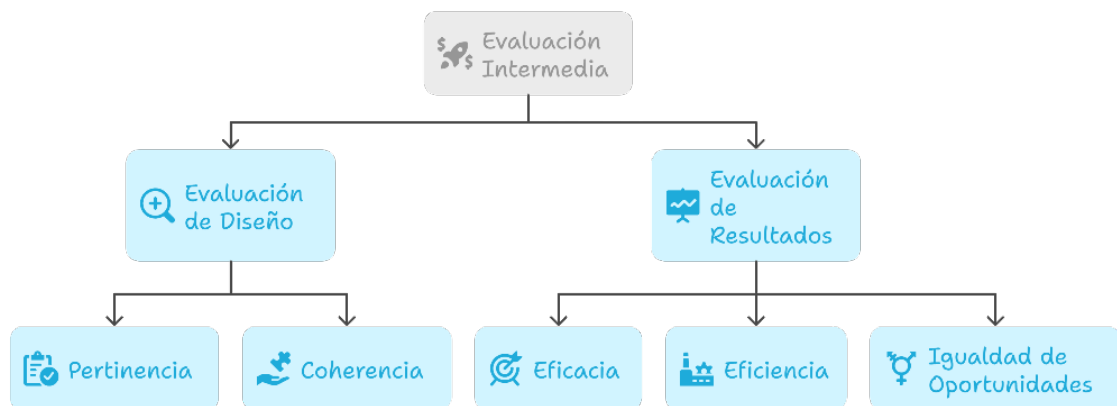 Evaluación
Intermedia
Evaluación
de Diseño
Evaluación
de
Resultados
Pertinencia
Coherencia
Eficacia
Eficiencia
Igualdad de
Oportunidades